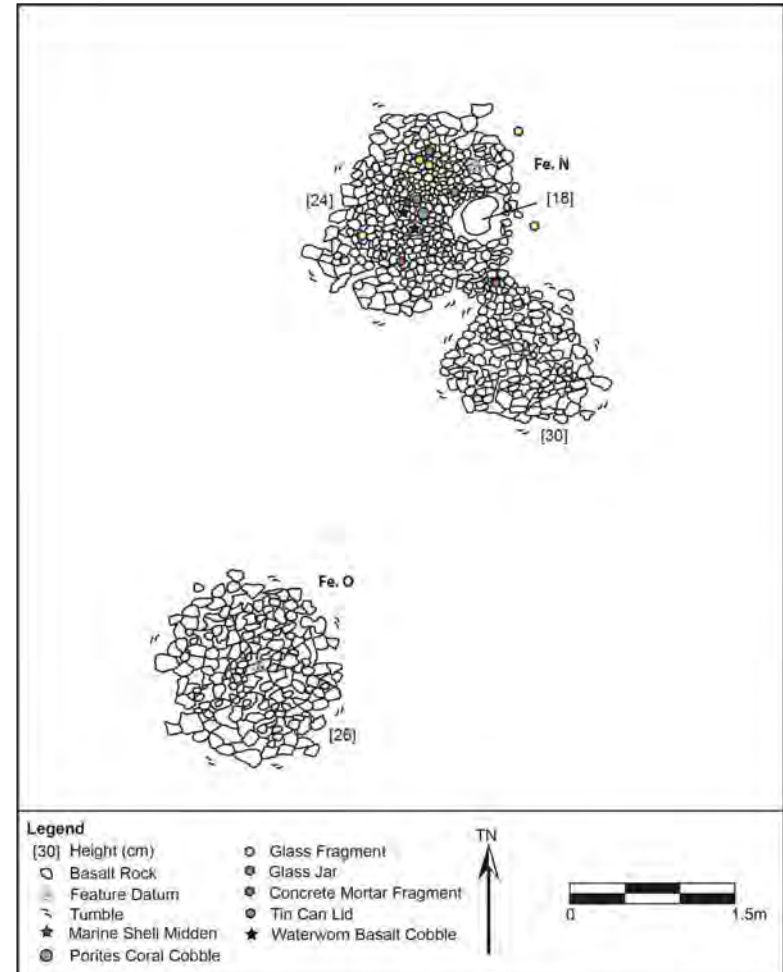 Fe. N
[24]
[18]
[30]
Fe. O
[26]
Legend
[30] Height (cm)
Basalt Rock
Feature Datum
Tumble
Marine Shell Midden
Porites Coral Cobble
Glass Fragment
Glass Jar
Concrete Mortar Fragment
Tin Can Lid
Waterworn Basalt Cobble
TN
0 1.5m